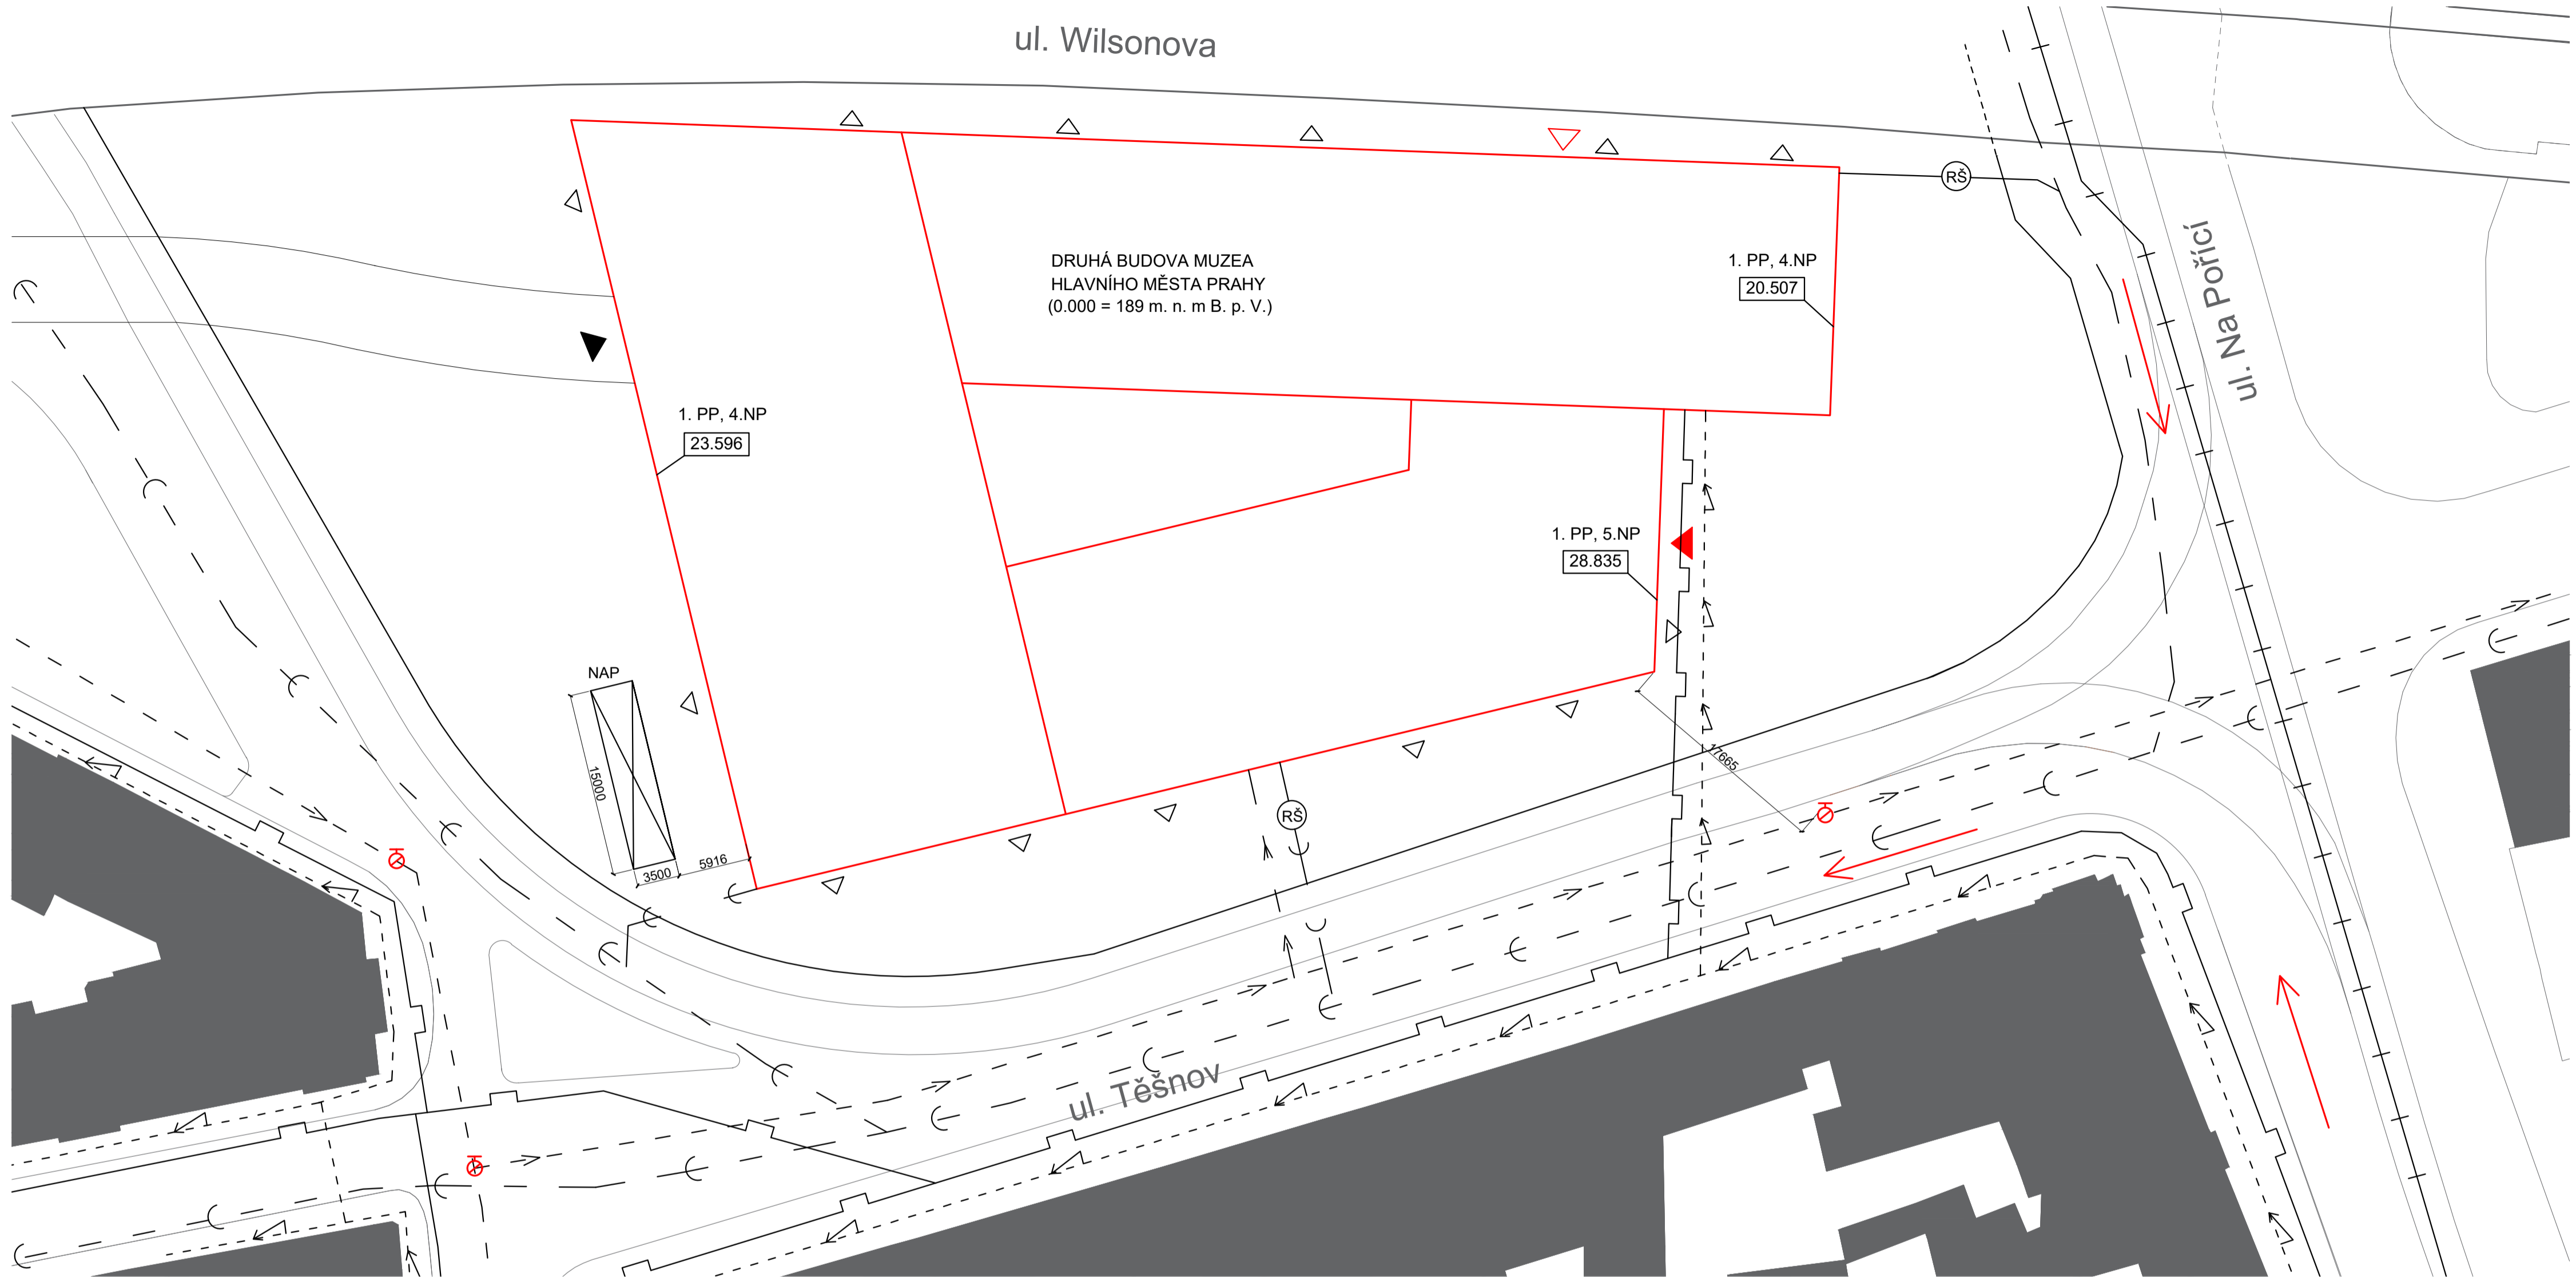 ul. Wilsonova
RŠ
ul. Na Poříčí
DRUHÁ BUDOVA MUZEA
HLAVNÍHO MĚSTA PRAHY
(0.000 = 189 m. n. m B. p. V.)
1. PP, 4.NP
20.507
1. PP, 4.NP
23.596
1. PP, 5.NP
28.835
NAP
15000
3500
5916
17665
RŠ
ul. Těšnov